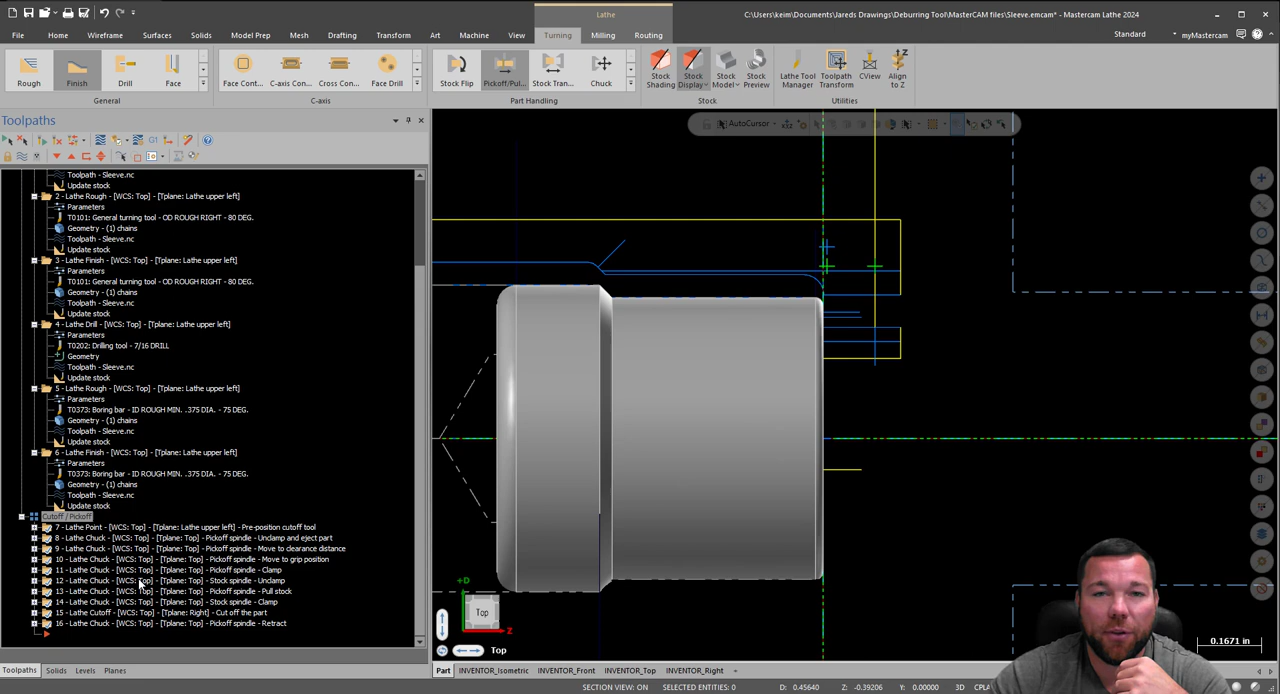 Lathe
C:\Users\keim\Documents\Jareds Drawings\Deburring Tool\MasterCAM files\Sleeve.emcam* - Mastercam Lathe 2024
File Home Wireframe Surfaces Solids Model Prep Mesh Drafting Transform Art Machine View Turning Milling Routing
Standard myMastercam
Rough Finish Drill Face Face Cont... C-axis Con... Cross Con... Face Drill Stock Flip Pickoff/Pul... Stock Tran... Chuck Stock Shading Stock Display Stock Model Stock Preview Lathe Tool Manager Toolpath Transform CView Align to Z
General C-axis Part Handling Stock Utilities
Toolpaths
AutoCursor
G1
Toolpath - Sleeve.nc
Update stock
2 - Lathe Rough - [WCS: Top] - [Tplane: Lathe upper left]
Parameters
T0101: General turning tool - OD ROUGH RIGHT - 80 DEG.
Geometry - (1) chains
Toolpath - Sleeve.nc
Update stock
3 - Lathe Finish - [WCS: Top] - [Tplane: Lathe upper left]
Parameters
T0101: General turning tool - OD ROUGH RIGHT - 80 DEG.
Geometry - (1) chains
Toolpath - Sleeve.nc
Update stock
4 - Lathe Drill - [WCS: Top] - [Tplane: Lathe upper left]
Parameters
T0202: Drilling tool - 7/16 DRILL
Geometry
Toolpath - Sleeve.nc
Update stock
5 - Lathe Rough - [WCS: Top] - [Tplane: Lathe upper left]
Parameters
T0373: Boring bar - ID ROUGH MIN. .375 DIA. - 75 DEG.
Geometry - (1) chains
Toolpath - Sleeve.nc
Update stock
6 - Lathe Finish - [WCS: Top] - [Tplane: Lathe upper left]
Parameters
T0373: Boring bar - ID ROUGH MIN. .375 DIA. - 75 DEG.
Geometry - (1) chains
Toolpath - Sleeve.nc
Update stock
Cutoff / Pickoff
7 - Lathe Point - [WCS: Top] - [Tplane: Lathe upper left] - Pre-position cutoff tool
8 - Lathe Chuck - [WCS: Top] - [Tplane: Top] - Pickoff spindle - Unclamp and eject part
9 - Lathe Chuck - [WCS: Top] - [Tplane: Top] - Pickoff spindle - Move to clearance distance
10 - Lathe Chuck - [WCS: Top] - [Tplane: Top] - Pickoff spindle - Move to grip position
11 - Lathe Chuck - [WCS: Top] - [Tplane: Top] - Pickoff spindle - Clamp
12 - Lathe Chuck - [WCS: Top] - [Tplane: Top] - Stock spindle - Unclamp
13 - Lathe Chuck - [WCS: Top] - [Tplane: Top] - Pickoff spindle - Pull stock
14 - Lathe Chuck - [WCS: Top] - [Tplane: Top] - Stock spindle - Clamp
15 - Lathe Cutoff - [WCS: Top] - [Tplane: Right] - Cut off the part
16 - Lathe Chuck - [WCS: Top] - [Tplane: Top] - Pickoff spindle - Retract
+D
Top
Z
Top
0.1671 in
Toolpaths Solids Levels Planes
Part INVENTOR_Isometric INVENTOR_Front INVENTOR_Top INVENTOR_Right +
SECTION VIEW: ON SELECTED ENTITIES: 0 D: 0.45640 Z: -0.39206 Y: 0.00000 3D CPLA